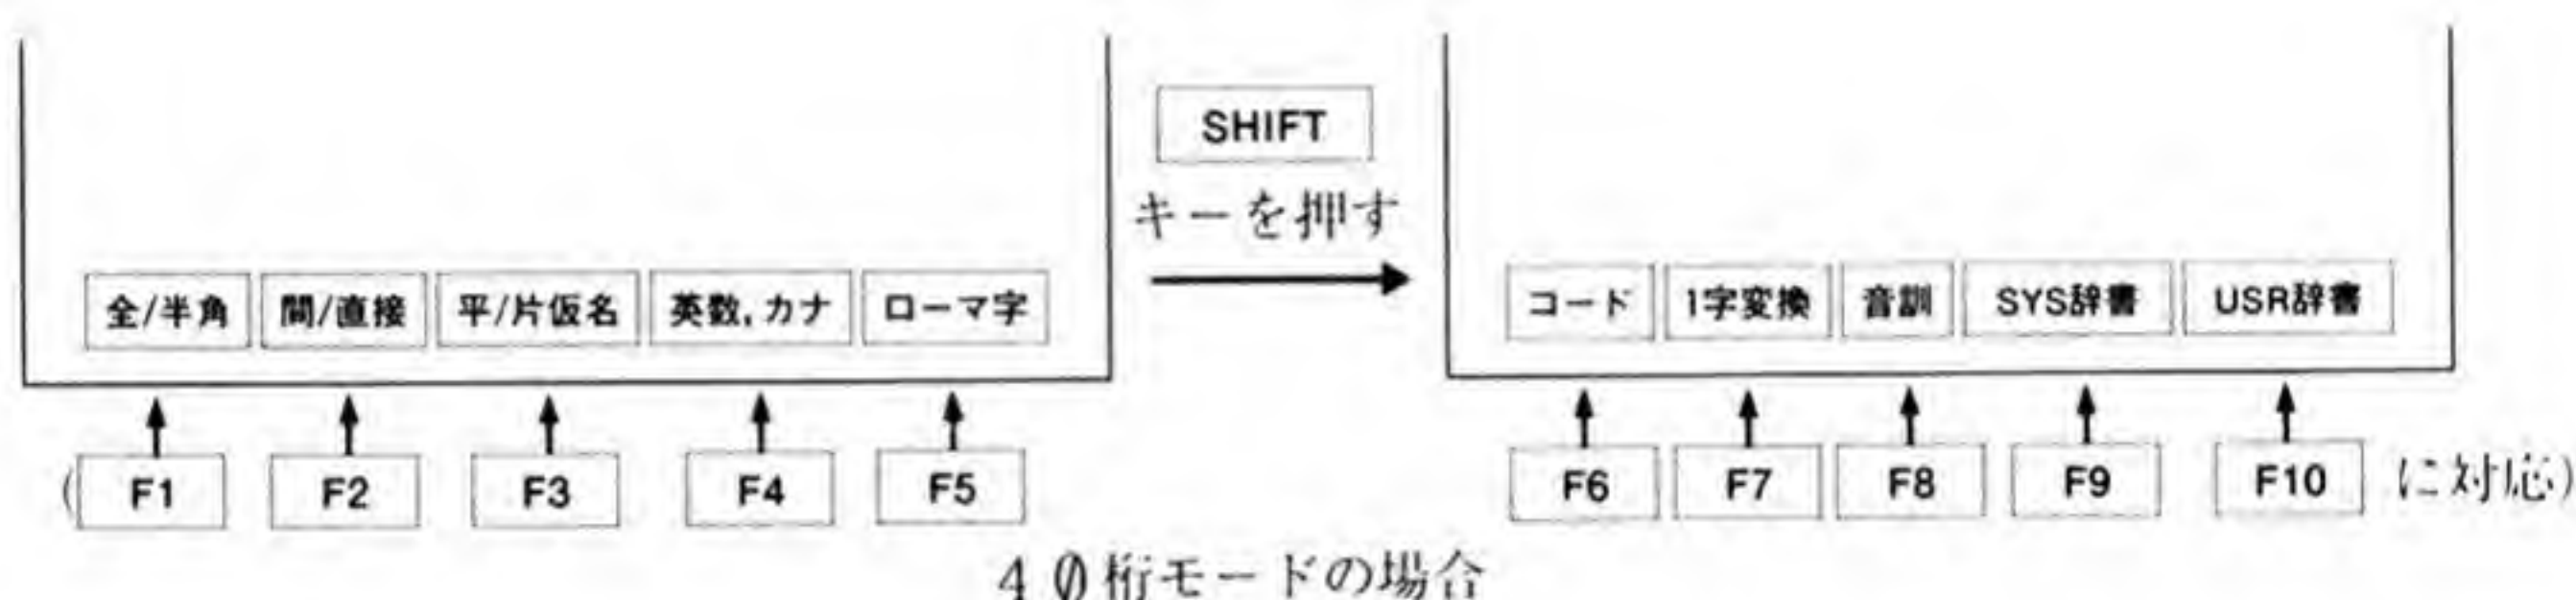 SHIFT
キーを押す
全/半角 間/直接 平/片仮名 英数,カナ ローマ字
コード 1字変換 音訓 SYS辞書 USR辞書
(F1 F2 F3 F4 F5 F6 F7 F8 F9 F10 に対応)
40桁モードの場合